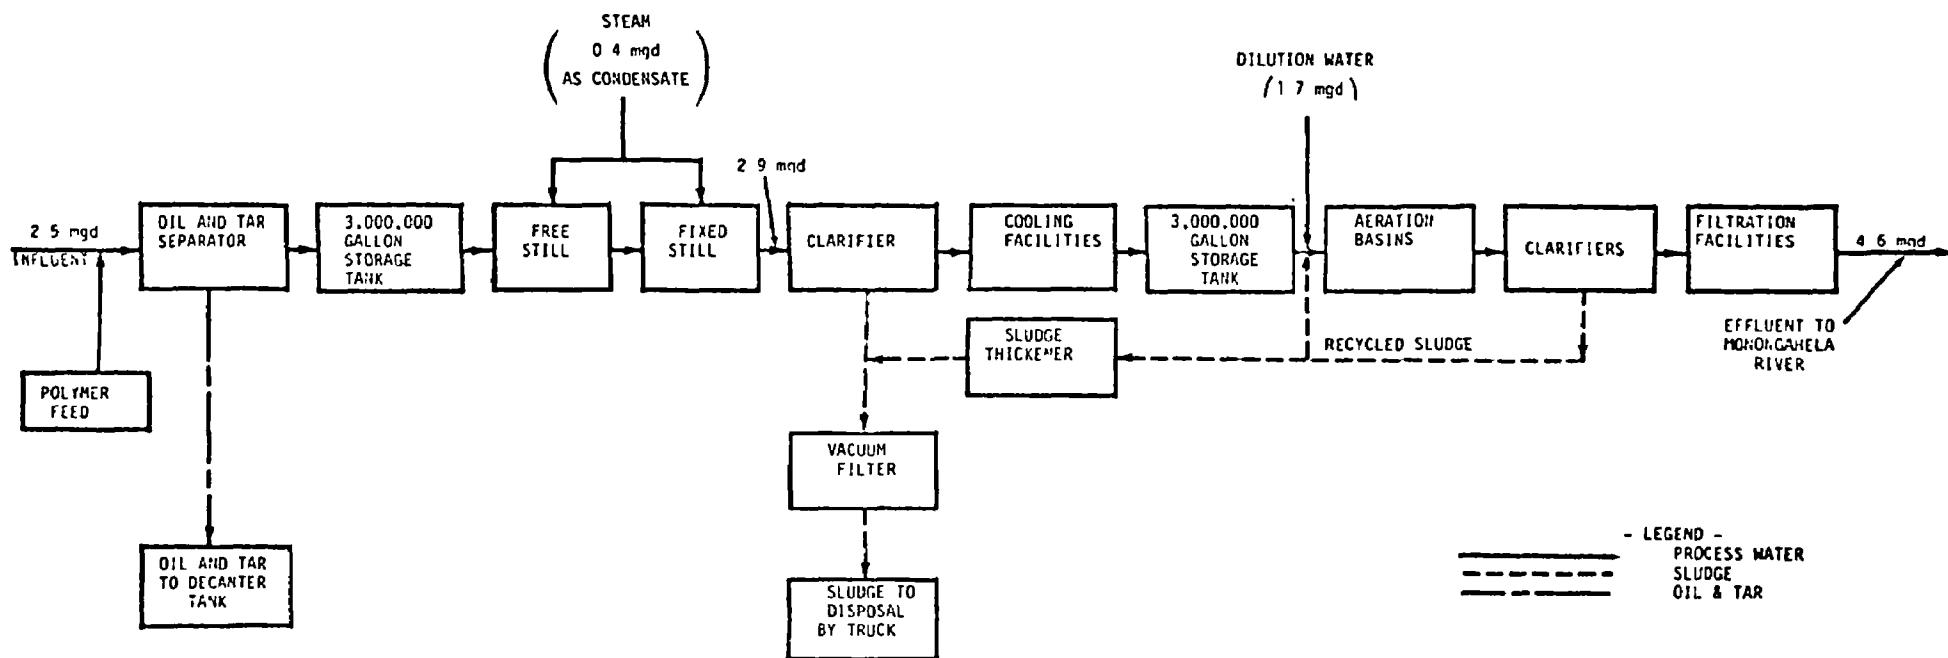 STEAM
0.4 mgd
AS CONDENSATE
DILUTION WATER
(1.7 mgd)
2.9 mgd
2.5 mgd
INFLUENT
OIL AND TAR
SEPARATOR
3,000,000
GALLON
STORAGE
TANK
FREE
STILL
FIXED
STILL
CLARIFIER
COOLING
FACILITIES
3,000,000
GALLON
STORAGE
TANK
AERATION
BASINS
CLARIFIERS
FILTRATION
FACILITIES
4.6 mgd
EFFLUENT TO
MONONGAHELA
RIVER
SLUDGE
THICKENER
RECYCLED SLUDGE
POLYMER
FEED
VACUUM
FILTER
OIL AND TAR
TO DECANTER
TANK
SLUDGE TO
DISPOSAL
BY TRUCK
- LEGEND -
PROCESS WATER
SLUDGE
OIL & TAR